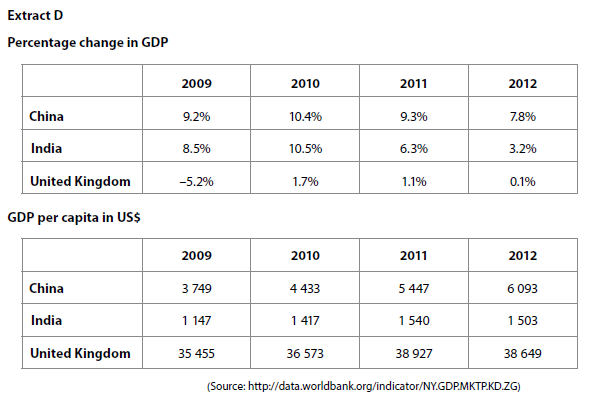 Extract D
Percentage change in GDP
2009 2010 2011 2012
China 9.2% 10.4% 9.3% 7.8%
India 8.5% 10.5% 6.3% 3.2%
United Kingdom –5.2% 1.7% 1.1% 0.1%
GDP per capita in US$
2009 2010 2011 2012
China 3 749 4 433 5 447 6 093
India 1 147 1 417 1 540 1 503
United Kingdom 35 455 36 573 38 927 38 649
(Source: http://data.worldbank.org/indicator/NY.GDP.MKTP.KD.ZG)